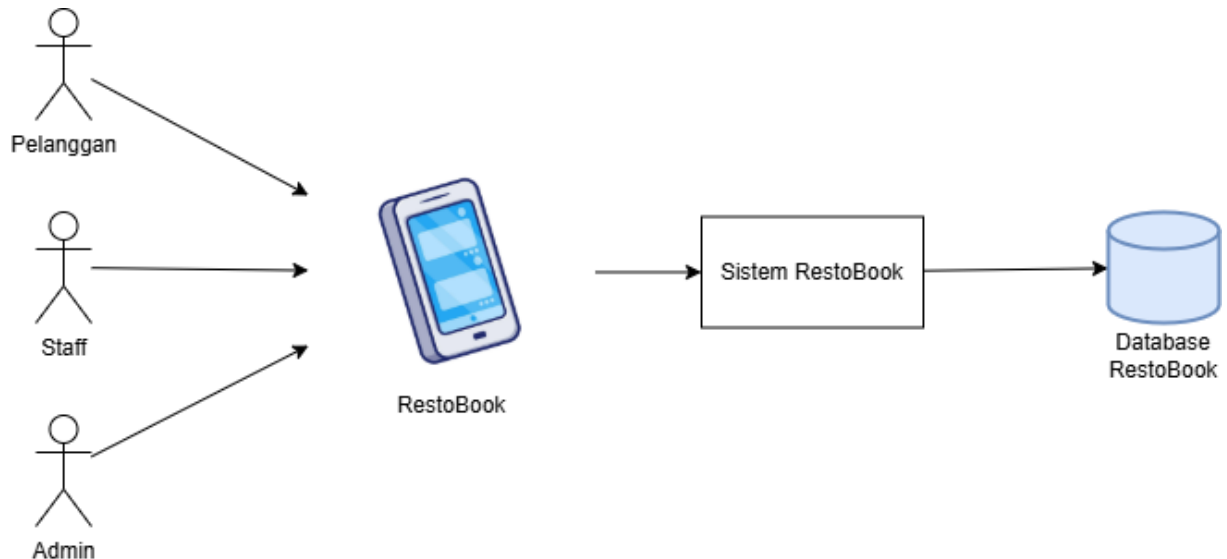 Pelanggan
Staff
Admin
RestoBook
Sistem RestoBook
Database
RestoBook